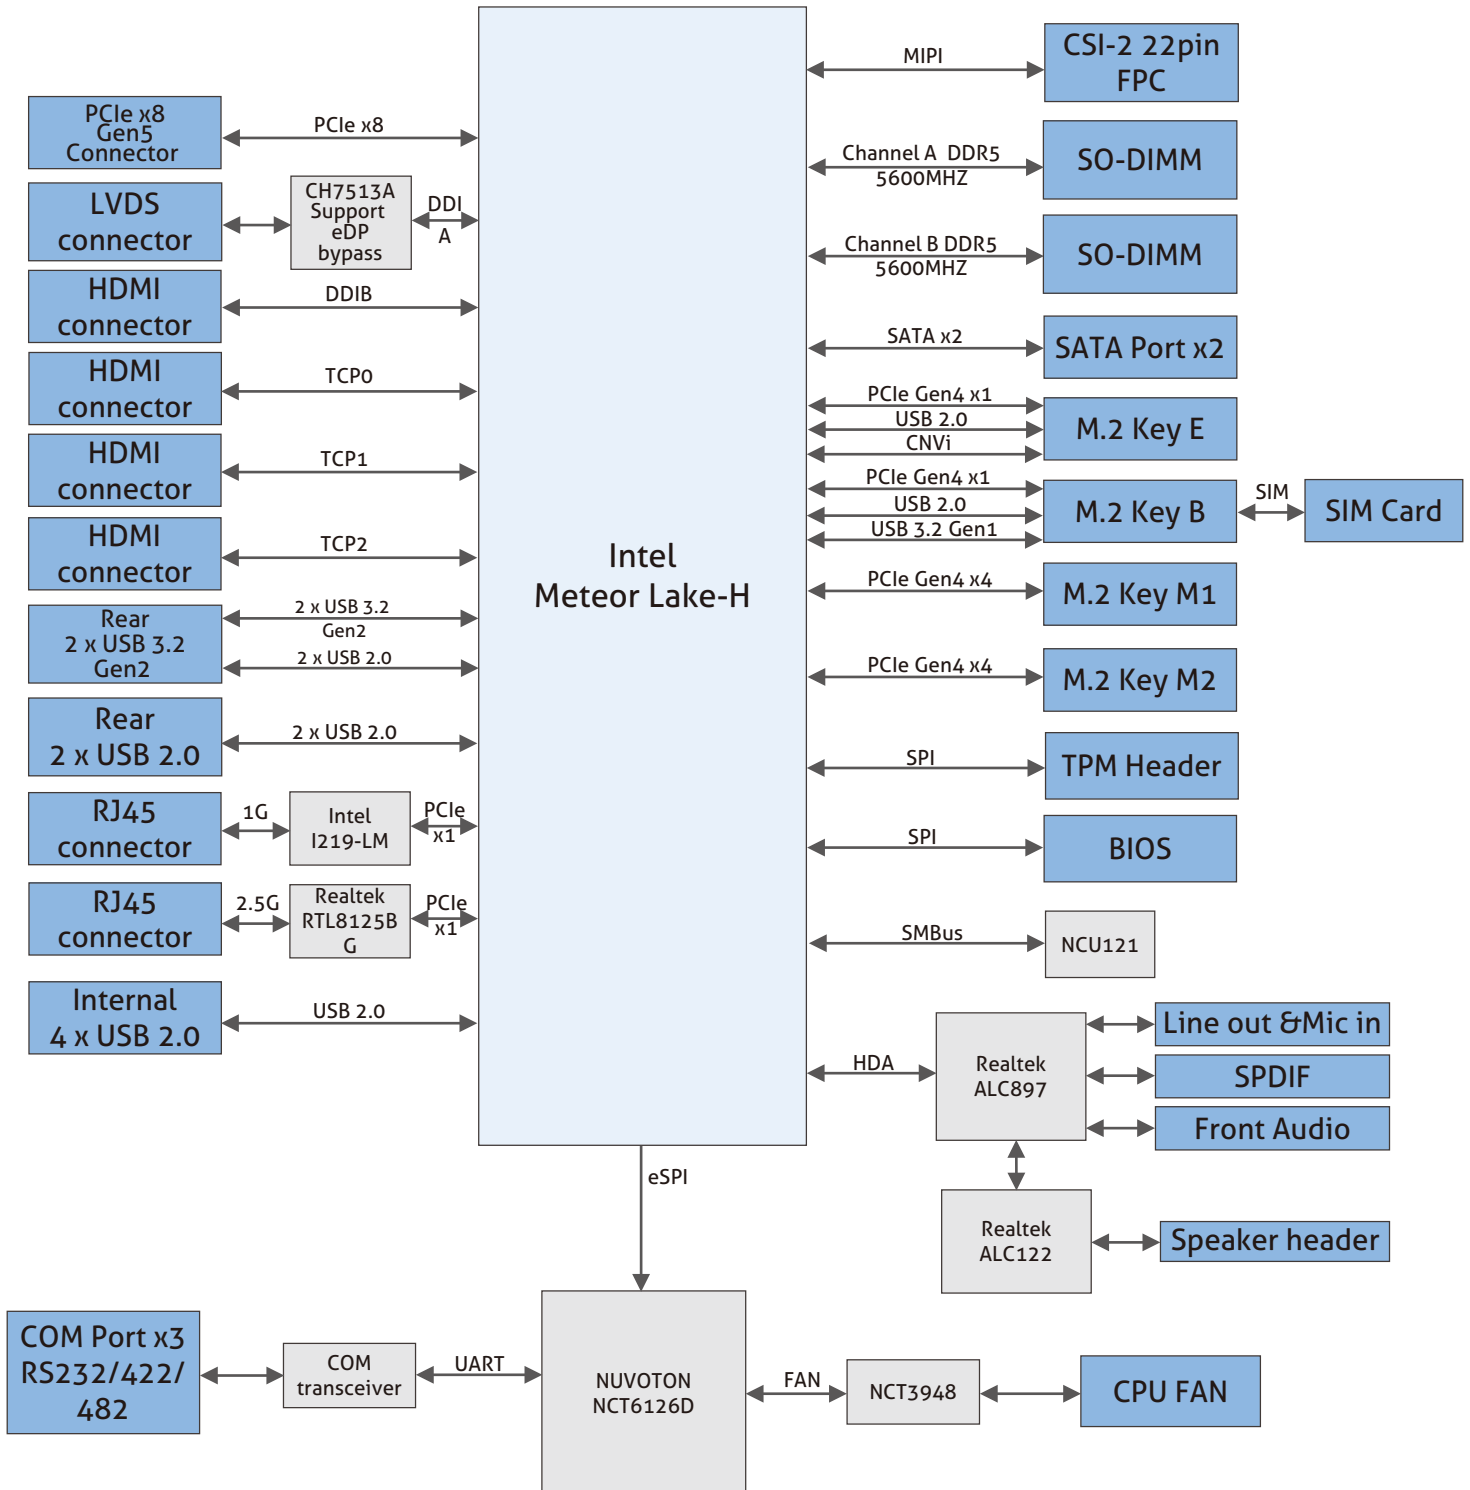 PCIe x8
Gen5
Connector
PCIe x8
LVDS
connector
CH7513A
Support
eDP
bypass
DDI
A
HDMI
connector
DDIB
HDMI
connector
TCP0
HDMI
connector
TCP1
HDMI
connector
TCP2
Rear
2 x USB 3.2
Gen2
2 x USB 3.2
Gen2
2 x USB 2.0
Rear
2 x USB 2.0
2 x USB 2.0
RJ45
connector
1G
Intel
I219-LM
PCIe
x1
RJ45
connector
2.5G
Realtek
RTL8125B
G
PCIe
x1
Internal
4 x USB 2.0
USB 2.0
Intel
Meteor Lake-H
MIPI
CSI-2 22pin
FPC
Channel A DDR5
5600MHZ
SO-DIMM
Channel B DDR5
5600MHZ
SO-DIMM
SATA x2
SATA Port x2
PCIe Gen4 x1
USB 2.0
CNVi
M.2 Key E
PCIe Gen4 x1
USB 2.0
USB 3.2 Gen1
M.2 Key B
SIM
SIM Card
PCIe Gen4 x4
M.2 Key M1
PCIe Gen4 x4
M.2 Key M2
SPI
TPM Header
SPI
BIOS
SMBus
NCU121
HDA
Realtek
ALC897
Line out &Mic in
SPDIF
Front Audio
Realtek
ALC122
Speaker header
eSPI
COM Port x3
RS232/422/
482
COM
transceiver
UART
NUVOTON
NCT6126D
FAN
NCT3948
CPU FAN